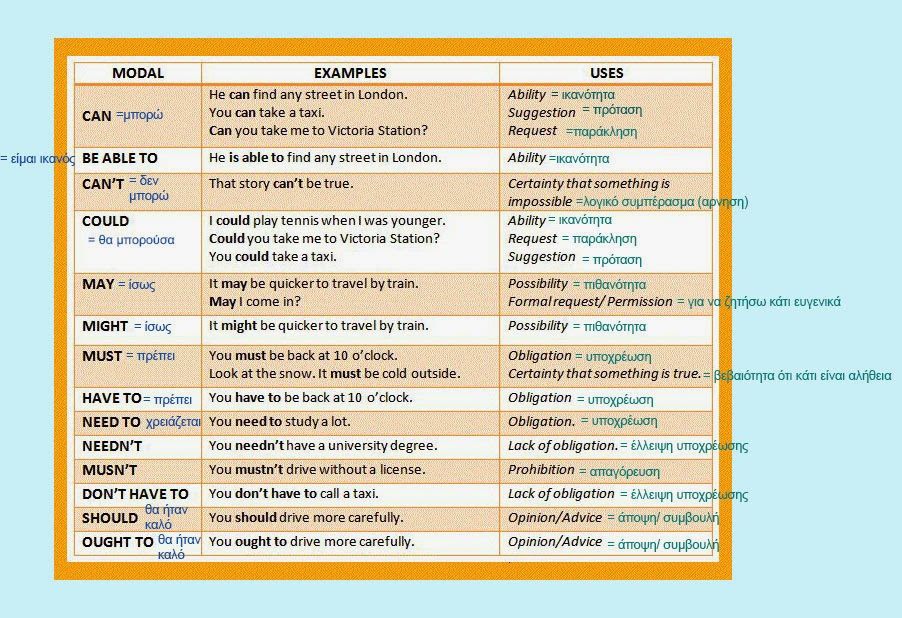 MODAL EXAMPLES USES
He can find any street in London. Ability = ικανότητα
CAN =μπορώ You can take a taxi. Suggestion = πρόταση
Can you take me to Victoria Station? Request =παράκληση
= είμαι ικανός BE ABLE TO He is able to find any street in London. Ability =ικανότητα
CAN'T = δεν That story can't be true. Certainty that something is
μπορώ impossible =λογικό συμπέρασμα (αρνηση)
COULD I could play tennis when I was younger. Ability = ικανότητα
= θα μπορούσα Could you take me to Victoria Station? Request = παράκληση
You could take a taxi. Suggestion = πρόταση
MAY = ίσως It may be quicker to travel by train. Possibility = πιθανότητα
May I come in? Formal request/ Permission = για να ζητήσω κάτι ευγενικά
MIGHT = ίσως It might be quicker to travel by train. Possibility = πιθανότητα
MUST = πρέπει You must be back at 10 o'clock. Obligation = υποχρέωση
Look at the snow. It must be cold outside. Certainty that something is true. = βεβαιότητα ότι κάτι είναι αλήθεια
HAVE TO = πρέπει You have to be back at 10 o'clock. Obligation = υποχρέωση
NEED TO χρειάζεται You need to study a lot. Obligation. = υποχρέωση
NEEDN'T You needn't have a university degree. Lack of obligation. = έλλειψη υποχρέωσης
MUSN'T You mustn't drive without a license. Prohibition = απαγόρευση
DON'T HAVE TO You don't have to call a taxi. Lack of obligation = έλλειψη υποχρέωσης
SHOULD θα ήταν καλό You should drive more carefully. Opinion/Advice = άποψη/ συμβουλή
OUGHT TO θα ήταν καλό You ought to drive more carefully. Opinion/Advice = άποψη/ συμβουλή